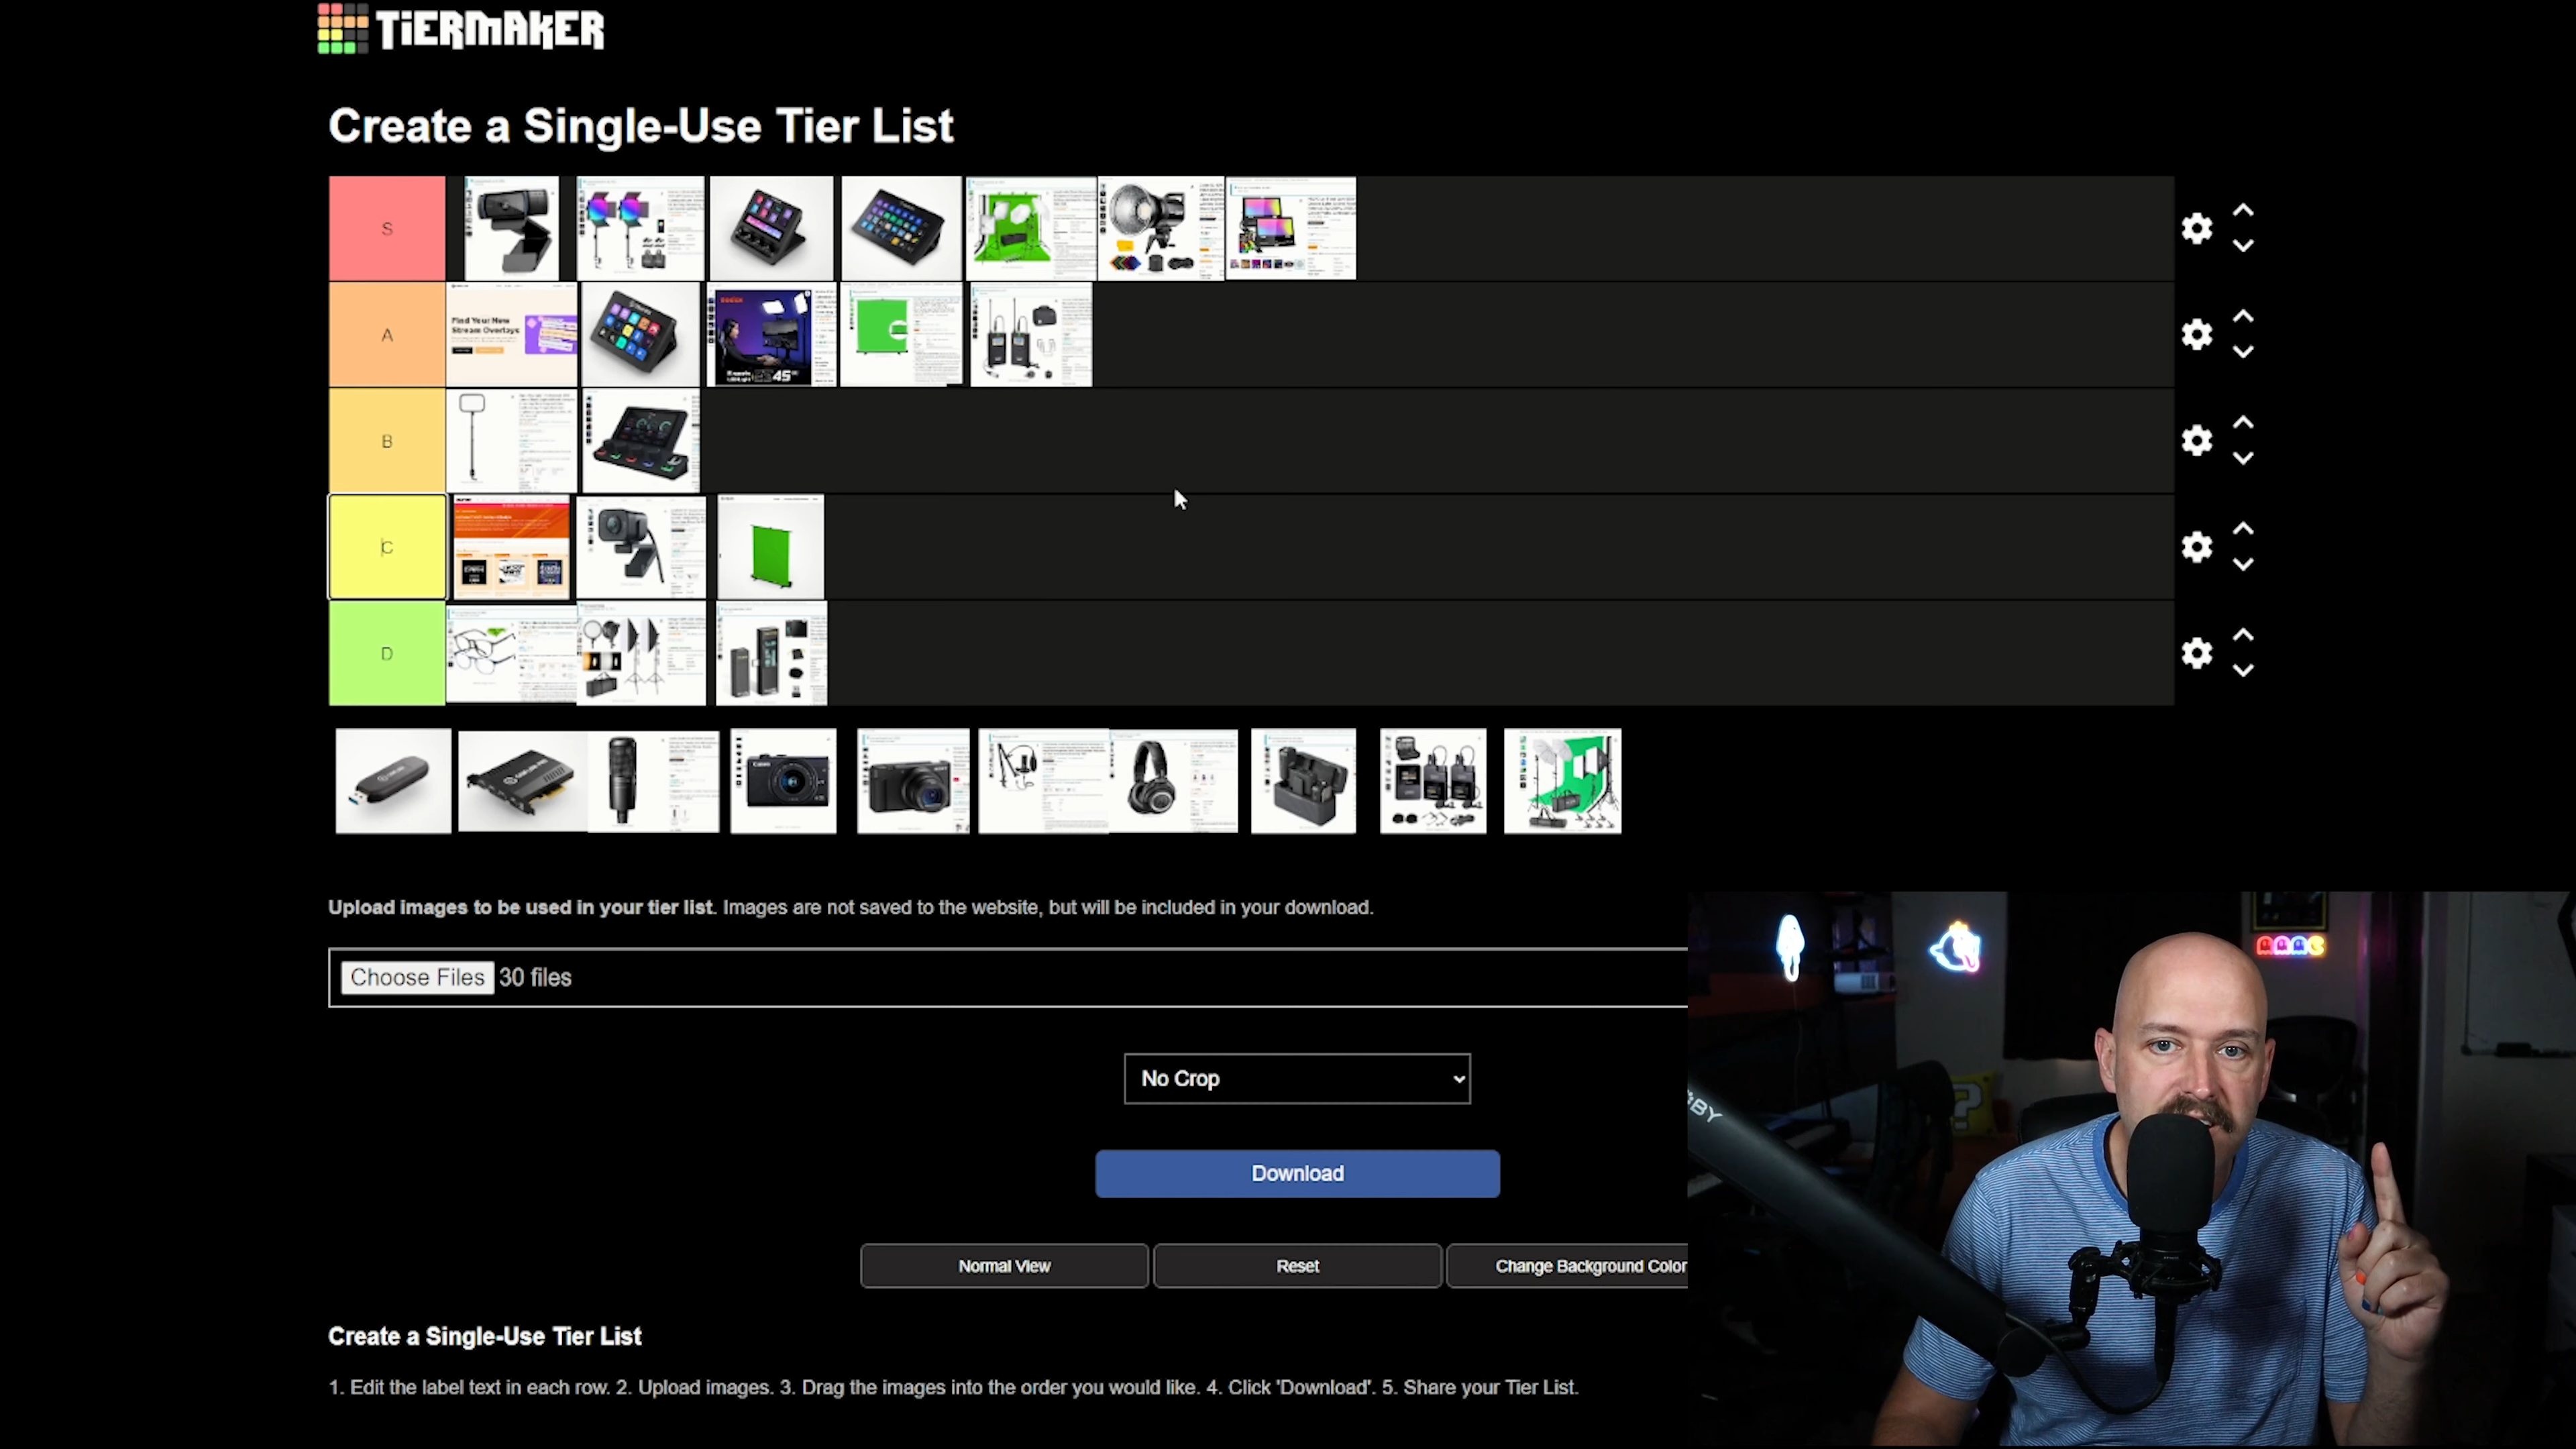 TiERMAKER
Create a Single-Use Tier List
S
A
Find Your New
Stream Overlays
45
B
C
D
Canon
Upload images to be used in your tier list. Images are not saved to the website, but will be included in your download.
Choose Files 30 files
No Crop
Download
Normal View
Reset
Change Background Color
BY
?
Create a Single-Use Tier List
1. Edit the label text in each row. 2. Upload images. 3. Drag the images into the order you would like. 4. Click 'Download'. 5. Share your Tier List.